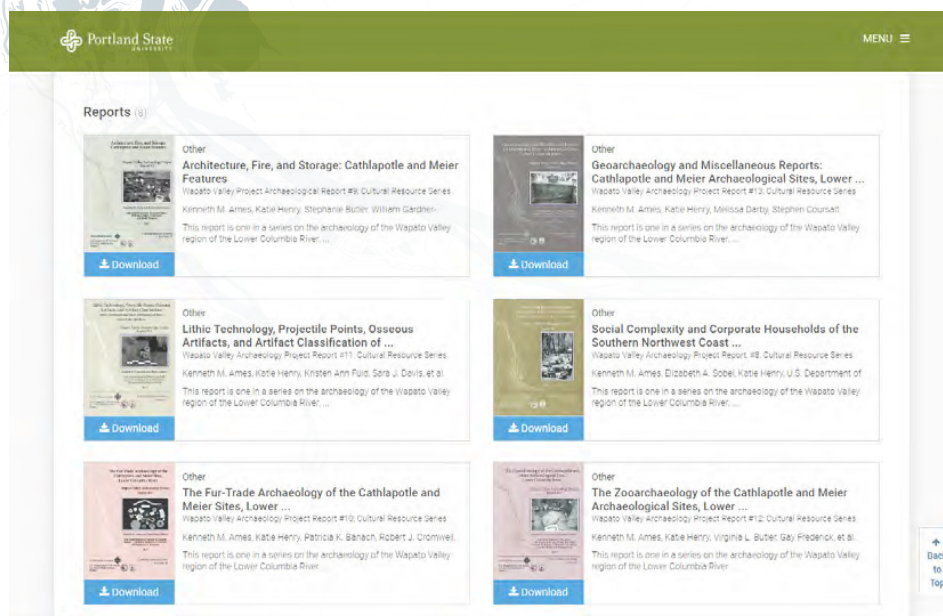 Portland State
UNIVERSITY
MENU
Reports (8)
Other
Architecture, Fire, and Storage: Cathlapotle and Meier
Features
Wapato Valley Project Archaeological Report #9: Cultural Resource Series
Kenneth M. Ames, Katie Henry, Stephanie Butler, William Gardner-
This report is one in a series on the archaeology of the Wapato Valley
region of the Lower Columbia River. ...
Download
Other
Geoarchaeology and Miscellaneous Reports:
Cathlapotle and Meier Archaeological Sites, Lower ...
Wapato Valley Archaeology Project Report #13: Cultural Resource Series
Kenneth M. Ames, Katie Henry, Melissa Darby, Stephen Coursalt
This report is one in a series on the archaeology of the Wapato Valley
region of the Lower Columbia River. ...
Download
Other
Lithic Technology, Projectile Points, Osseous
Artifacts, and Artifact Classification of ...
Wapato Valley Archaeology Project Report #11: Cultural Resource Series
Kenneth M. Ames, Katie Henry, Kristen Ann Fuld, Sara J. Davis, et al.
This report is one in a series on the archaeology of the Wapato Valley
region of the Lower Columbia River. ...
Download
Other
Social Complexity and Corporate Households of the
Southern Northwest Coast ...
Wapato Valley Archaeology Project Report, #8. Cultural Resource Series
Kenneth M. Ames, Elizabeth A. Sobel, Katie Henry, U.S. Department of
This report is one in a series on the archaeology of the Wapato Valley
region of the Lower Columbia River. ...
Download
Other
The Fur-Trade Archaeology of the Cathlapotle and
Meier Sites, Lower ...
Wapato Valley Archaeology Project Report #10: Cultural Resource Series
Kenneth M. Ames, Katie Henry, Patricia K. Banach, Robert J. Cromwell,
This report is one in a series on the archaeology of the Wapato Valley
region of the Lower Columbia River
Download
Other
The Zooarchaeology of the Cathlapotle and Meier
Archaeological Sites, Lower ...
Wapato Valley Archaeology Project Report #12: Cultural Resource Series
Kenneth M. Ames, Katie Henry, Virginia L. Butler, Gay Frederick, et al.
This report is one in a series on the archaeology of the Wapato Valley
region of the Lower Columbia River. ...
Download
Back
to
Top